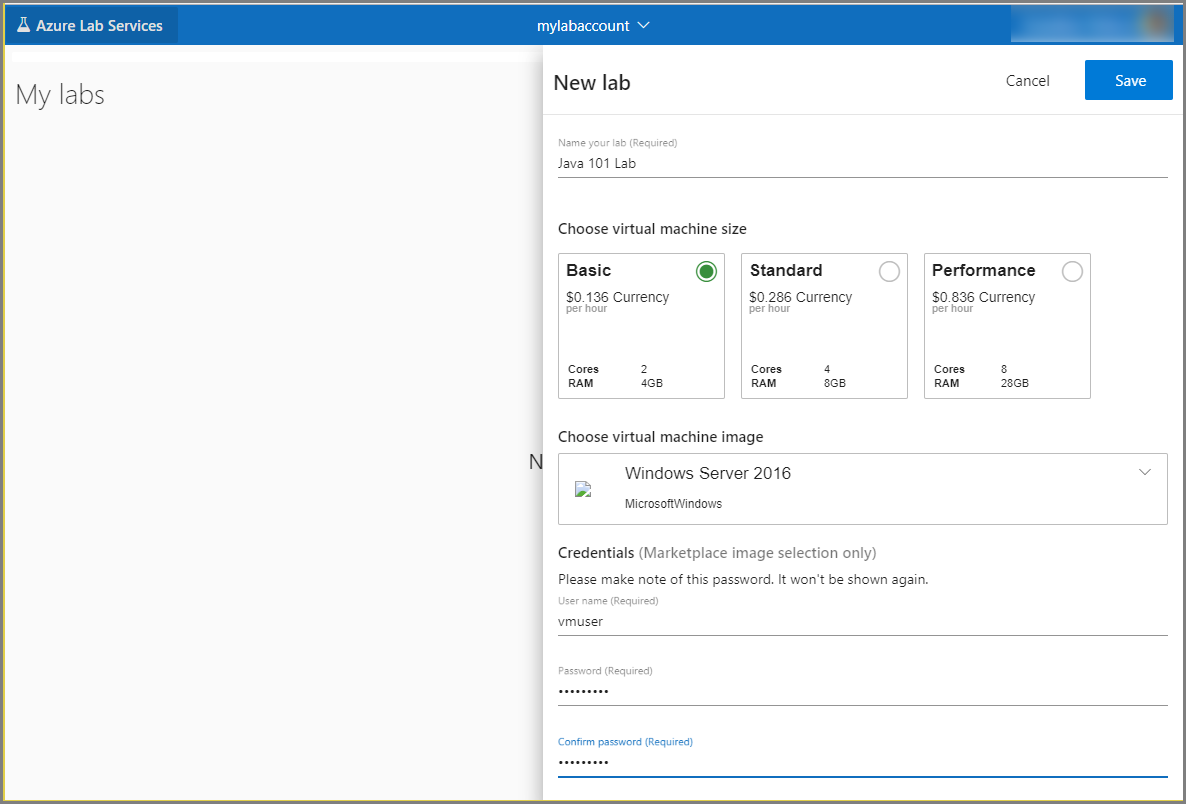 Azure Lab Services
mylabaccount
My labs
N
New lab
Cancel
Save
Name your lab (Required)
Java 101 Lab
Choose virtual machine size
Basic
$0.136 Currency
per hour
Cores 2
RAM 4GB
Standard
$0.286 Currency
per hour
Cores 4
RAM 8GB
Performance
$0.836 Currency
per hour
Cores 8
RAM 28GB
Choose virtual machine image
Windows Server 2016
MicrosoftWindows
Credentials (Marketplace image selection only)
Please make note of this password. It won't be shown again.
User name (Required)
vmuser
Password (Required)
•••••••••
Confirm password (Required)
•••••••••